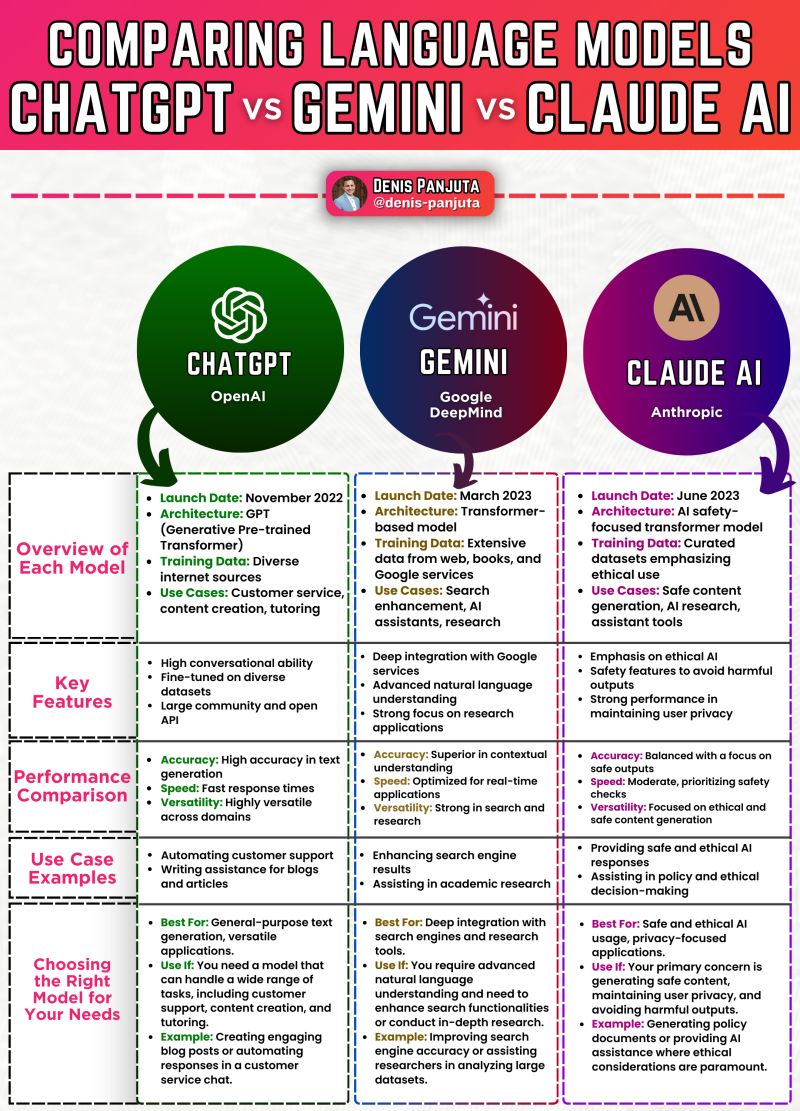 COMPARING LANGUAGE MODELS
CHATGPT VS GEMINI VS CLAUDE AI
DENIS PANJUTA
@denis-panjuta
CHATGPT
OpenAI
Gemini
GEMINI
Google
DeepMind
AI
CLAUDE AI
Anthropic
Overview of
Each Model
• Launch Date: November 2022
• Architecture: GPT
(Generative Pre-trained
Transformer)
• Training Data: Diverse
internet sources
• Use Cases: Customer service,
content creation, tutoring
• Launch Date: March 2023
• Architecture: Transformer-
based model
• Training Data: Extensive
data from web, books, and
Google services
• Use Cases: Search
enhancement, AI
assistants, research
• Launch Date: June 2023
• Architecture: AI safety-
focused transformer model
• Training Data: Curated
datasets emphasizing
ethical use
• Use Cases: Safe content
generation, AI research,
assistant tools
Key
Features
• High conversational ability
• Fine-tuned on diverse
datasets
• Large community and open
API
• Deep integration with Google
services
• Advanced natural language
understanding
• Strong focus on research
applications
• Emphasis on ethical AI
• Safety features to avoid harmful
outputs
• Strong performance in
maintaining user privacy
Performance
Comparison
• Accuracy: High accuracy in text
generation
• Speed: Fast response times
• Versatility: Highly versatile
across domains
• Accuracy: Superior in contextual
understanding
• Speed: Optimized for real-time
applications
• Versatility: Strong in search and
research
• Accuracy: Balanced with a focus on
safe outputs
• Speed: Moderate, prioritizing safety
checks
• Versatility: Focused on ethical and
safe content generation
Use Case
Examples
• Automating customer support
• Writing assistance for blogs
and articles
• Enhancing search engine
results
• Assisting in academic research
• Providing safe and ethical AI
responses
• Assisting in policy and ethical
decision-making
Choosing
the Right
Model for
Your Needs
• Best For: General-purpose text
generation, versatile
applications.
• Use If: You need a model that
can handle a wide range of
tasks, including customer
support, content creation, and
tutoring.
• Example: Creating engaging
blog posts or automating
responses in a customer
service chat.
• Best For: Deep integration with
search engines and research
tools.
• Use If: You require advanced
natural language
understanding and need to
enhance search functionalities
or conduct in-depth research.
• Example: Improving search
engine accuracy or assisting
researchers in analyzing large
datasets.
• Best For: Safe and ethical AI
usage, privacy-focused
applications.
• Use If: Your primary concern is
generating safe content,
maintaining user privacy, and
avoiding harmful outputs.
• Example: Generating policy
documents or providing AI
assistance where ethical
considerations are paramount.